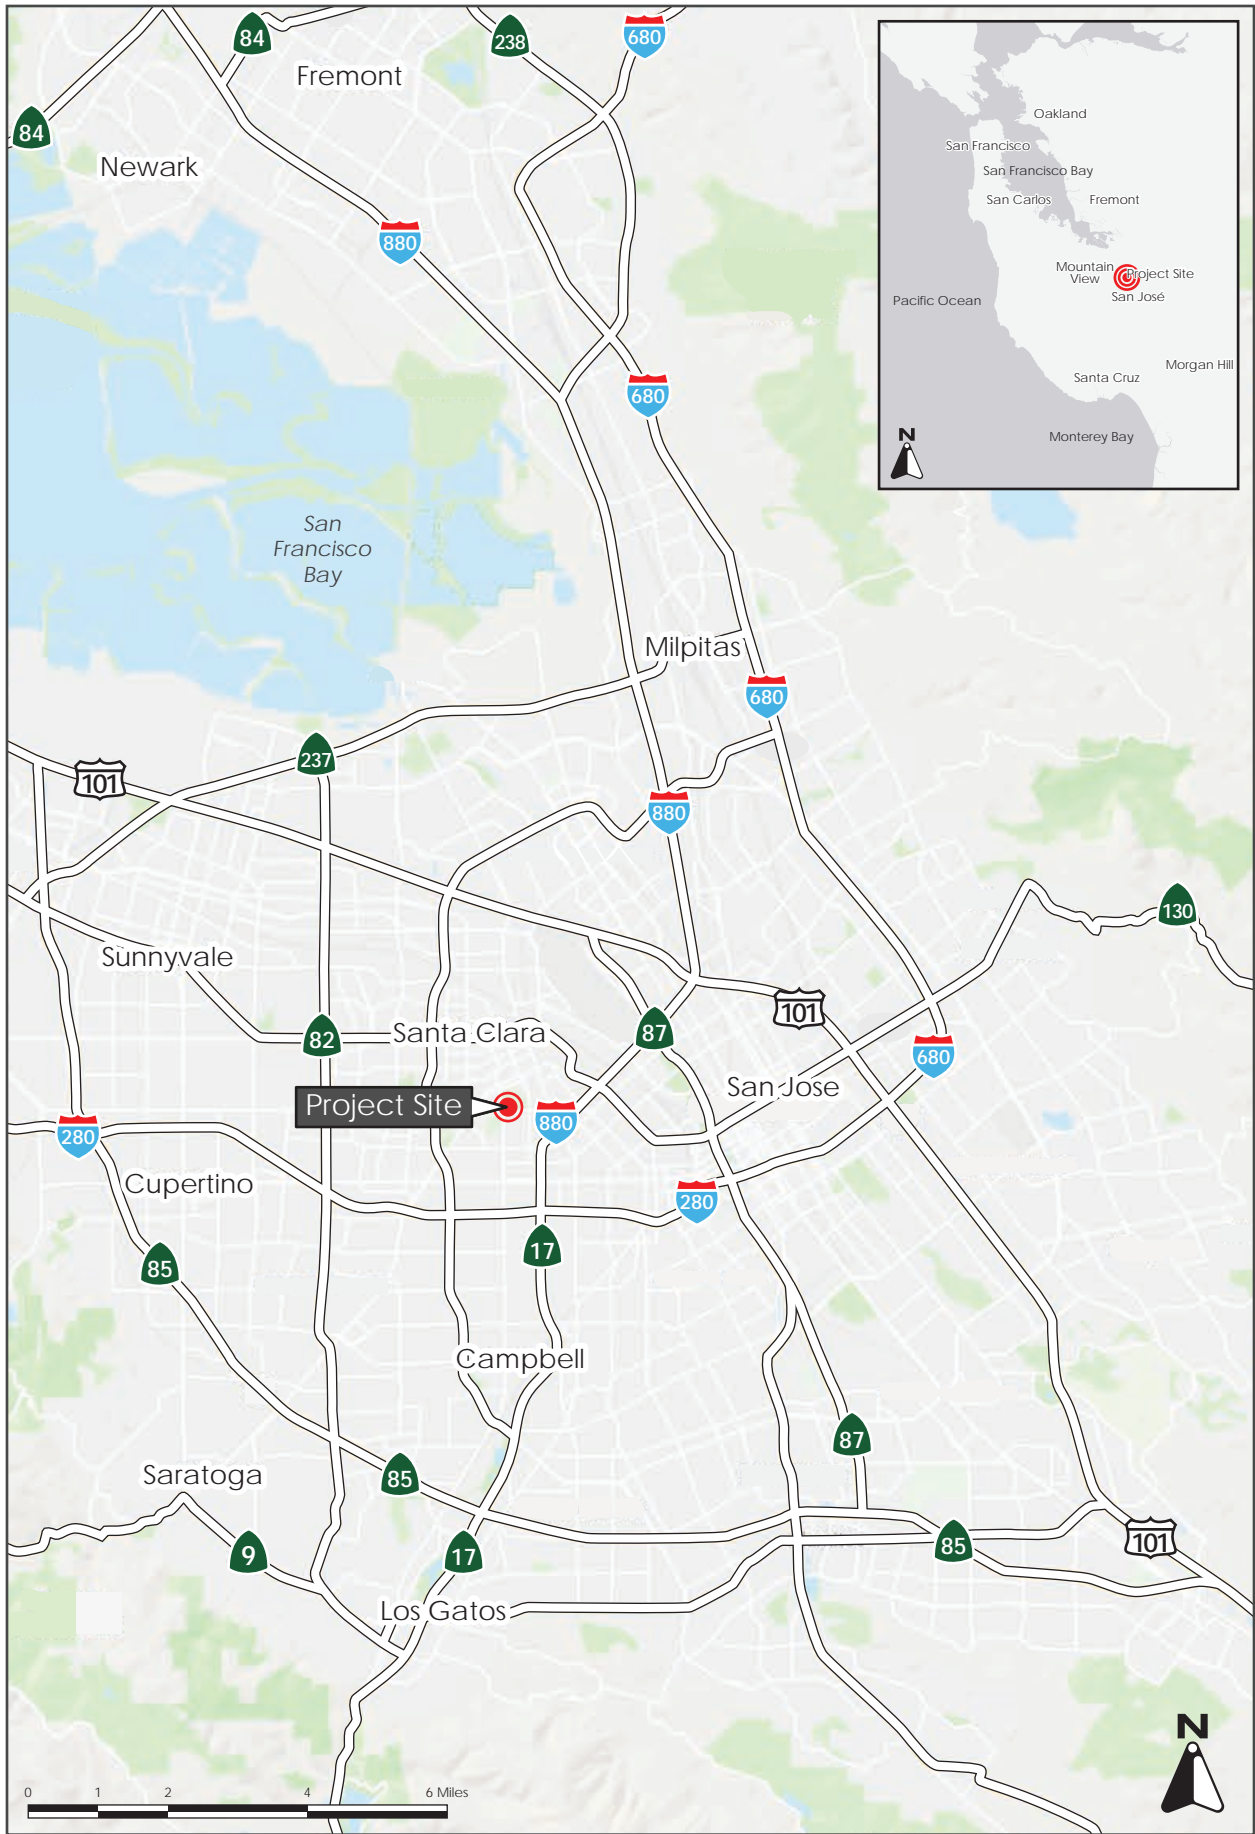 84
Fremont
238
680
84
Newark
880
Oakland
San Francisco
San Francisco Bay
San Carlos
Fremont
Mountain
View
Project Site
San José
Pacific Ocean
Morgan Hill
Santa Cruz
Monterey Bay
N
680
San
Francisco
Bay
Milpitas
680
237
101
880
130
Sunnyvale
101
82
Santa Clara
87
680
San Jose
Project Site
880
280
Cupertino
280
17
85
Campbell
87
Saratoga
85
9
17
85
101
Los Gatos
N
0 1 2 4 6 Miles